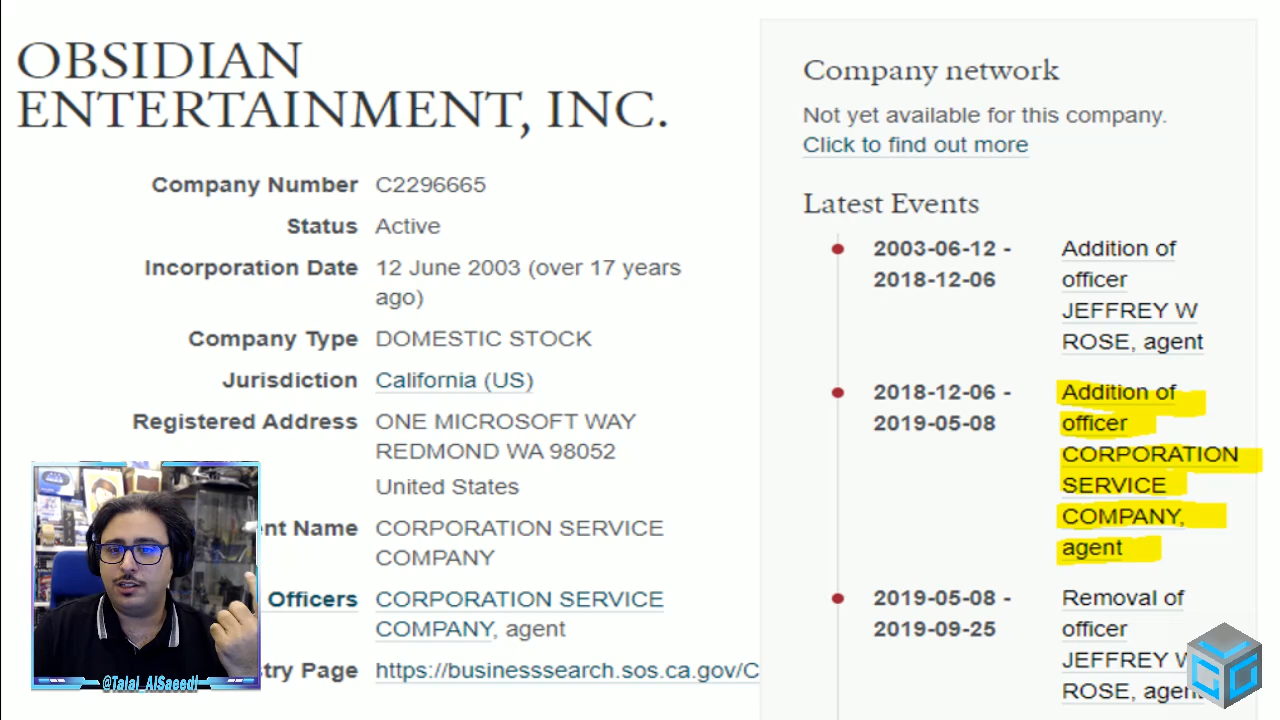 OBSIDIAN
ENTERTAINMENT, INC.
Company Number C2296665
Status Active
Incorporation Date 12 June 2003 (over 17 years
ago)
Company Type DOMESTIC STOCK
Jurisdiction California (US)
Registered Address ONE MICROSOFT WAY
REDMOND WA 98052
United States
nt Name CORPORATION SERVICE
COMPANY
Officers CORPORATION SERVICE
COMPANY, agent
try Page https://businesssearch.sos.ca.gov/C
@Talal_AlSaeedi
Company network
Not yet available for this company.
Click to find out more
Latest Events
2003-06-12 - Addition of
2018-12-06 officer
JEFFREY W
ROSE, agent
2018-12-06 - Addition of
2019-05-08 officer
CORPORATION
SERVICE
COMPANY,
agent
2019-05-08 - Removal of
2019-09-25 officer
JEFFREY W
ROSE, agent